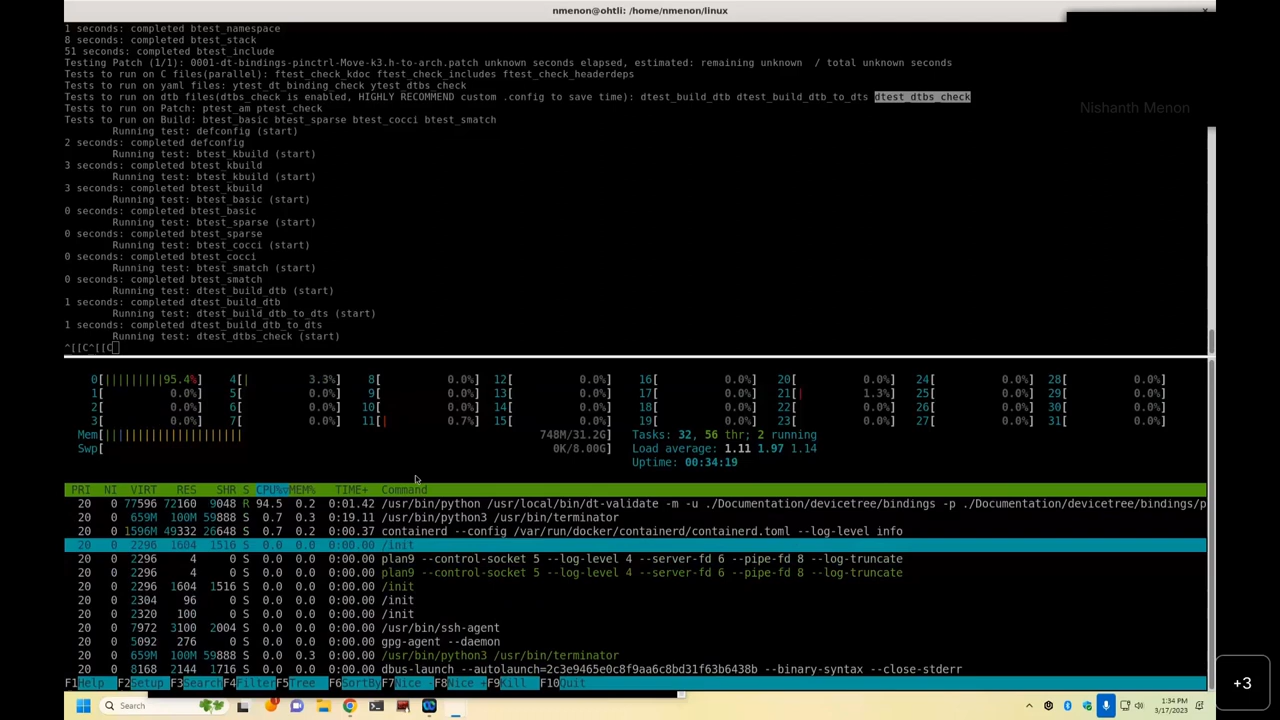 nmenon@ohtli: /home/nmenon/linux
1 seconds: completed btest_namespace
8 seconds: completed btest_stack
51 seconds: completed btest_include
Testing Patch (1/1): 0001-dt-bindings-pinctrl-Move-k3.h-to-arch.patch unknown seconds elapsed, estimated: remaining unknown  / total unknown seconds
Tests to run on C files(parallel): ftest_check_kdoc ftest_check_includes ftest_check_headerdeps
Tests to run on yaml files: ytest_dt_binding_check ytest_dtbs_check
Tests to run on dtb files(dtbs_check is enabled, HIGHLY RECOMMEND custom .config to save time): dtest_build_dtb dtest_build_dtb_to_dts dtest_dtbs_check
Tests to run on Patch: ptest_am ptest_check
Tests to run on Build: btest_basic btest_sparse btest_cocci btest_smatch
Running test: defconfig (start)
2 seconds: completed defconfig
Running test: btest_kbuild (start)
3 seconds: completed btest_kbuild
Running test: btest_kbuild (start)
3 seconds: completed btest_kbuild
Running test: btest_basic (start)
0 seconds: completed btest_basic
Running test: btest_sparse (start)
0 seconds: completed btest_sparse
Running test: btest_cocci (start)
0 seconds: completed btest_cocci
Running test: btest_smatch (start)
0 seconds: completed btest_smatch
Running test: dtest_build_dtb (start)
1 seconds: completed dtest_build_dtb
Running test: dtest_build_dtb_to_dts (start)
1 seconds: completed dtest_build_dtb_to_dts
Running test: dtest_dtbs_check (start)
^[[C^[[C
Nishanth Menon
0[||||||||||95.4%] 4[| 3.3%] 8[ 0.0%] 12[ 0.0%] 16[ 0.0%] 20[ 0.0%] 24[ 0.0%] 28[ 0.0%]
1[ 0.0%] 5[ 0.0%] 9[ 0.0%] 13[ 0.0%] 17[ 0.0%] 21[| 1.3%] 25[ 0.0%] 29[ 0.0%]
2[ 0.0%] 6[ 0.0%] 10[ 0.0%] 14[ 0.0%] 18[ 0.0%] 22[ 0.0%] 26[ 0.0%] 30[ 0.0%]
3[ 0.0%] 7[ 0.0%] 11[| 0.7%] 15[ 0.0%] 19[ 0.0%] 23[ 0.0%] 27[ 0.0%] 31[ 0.0%]
Mem[||||||||||||||||||||| 748M/31.2G] Tasks: 32, 56 thr; 2 running
Swp[ 0K/8.00G] Load average: 1.11 1.97 1.14
Uptime: 00:34:19
PRI NI VIRT RES SHR S CPU%▽MEM% TIME+ Command
20 0 77596 72160 9048 R 94.5 0.2 0:01.42 /usr/bin/python /usr/local/bin/dt-validate -m -u ./Documentation/devicetree/bindings -p ./Documentation/devicetree/bindings/p
20 0 659M 100M 59888 S 0.7 0.3 0:19.11 /usr/bin/python3 /usr/bin/terminator
20 0 1596M 49332 26648 S 0.7 0.2 0:00.37 containerd --config /var/run/docker/containerd/containerd.toml --log-level info
20 0 2296 1604 1516 S 0.0 0.0 0:00.00 /init
20 0 2296 4 0 S 0.0 0.0 0:00.00 plan9 --control-socket 5 --log-level 4 --server-fd 6 --pipe-fd 8 --log-truncate
20 0 2296 4 0 S 0.0 0.0 0:00.00 plan9 --control-socket 5 --log-level 4 --server-fd 6 --pipe-fd 8 --log-truncate
20 0 2296 1604 1516 S 0.0 0.0 0:00.00 /init
20 0 2304 96 0 S 0.0 0.0 0:00.00 /init
20 0 2320 100 0 S 0.0 0.0 0:00.00 /init
20 0 7972 3100 2004 S 0.0 0.0 0:00.00 /usr/bin/ssh-agent
20 0 5092 276 0 S 0.0 0.0 0:00.00 gpg-agent --daemon
20 0 659M 100M 59888 S 0.0 0.3 0:00.00 /usr/bin/python3 /usr/bin/terminator
20 0 8168 2144 1716 S 0.0 0.0 0:00.00 dbus-launch --autolaunch=2c3e9465e0c8f9aa6c8bd31f63b6438b --binary-syntax --close-stderr
F1Help F2Setup F3Search F4Filter F5Tree F6SortBy F7Nice - F8Nice + F9Kill F10Quit
+3
Search
1:34 PM
3/17/2023